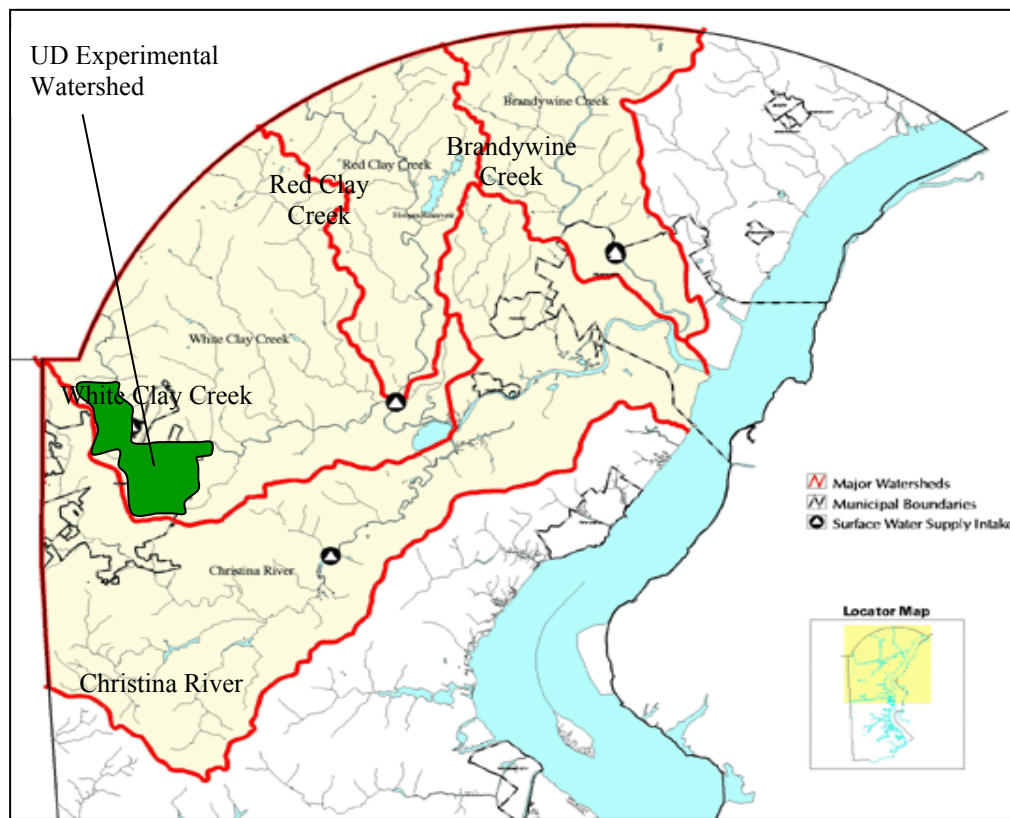 UD Experimental
Watershed
Brandywine Creek
Brandywine
Creek
Red Clay Creek
Red Clay
Creek
White Clay Creek
White Clay Creek
Christina River
Christina River
Major Watersheds
Municipal Boundaries
Surface Water Supply Intake
Locator Map